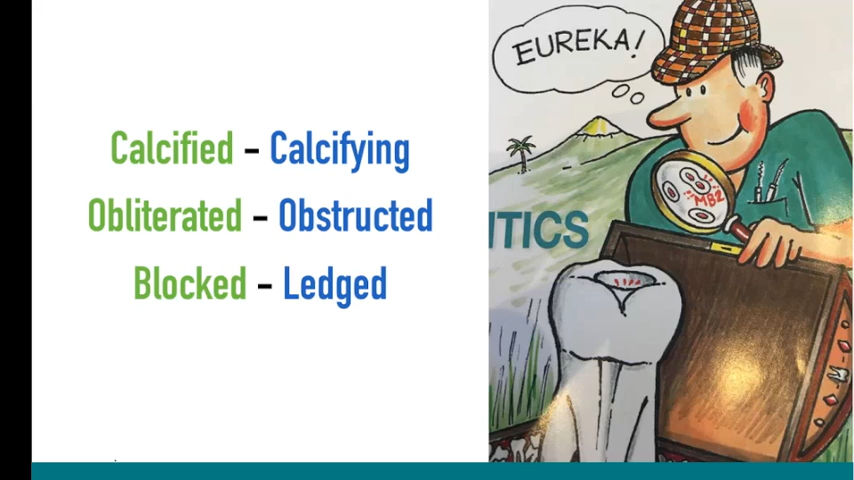 Calcified - Calcifying
Obliterated - Obstructed
Blocked - Ledged
EUREKA!
MB2
ITICS